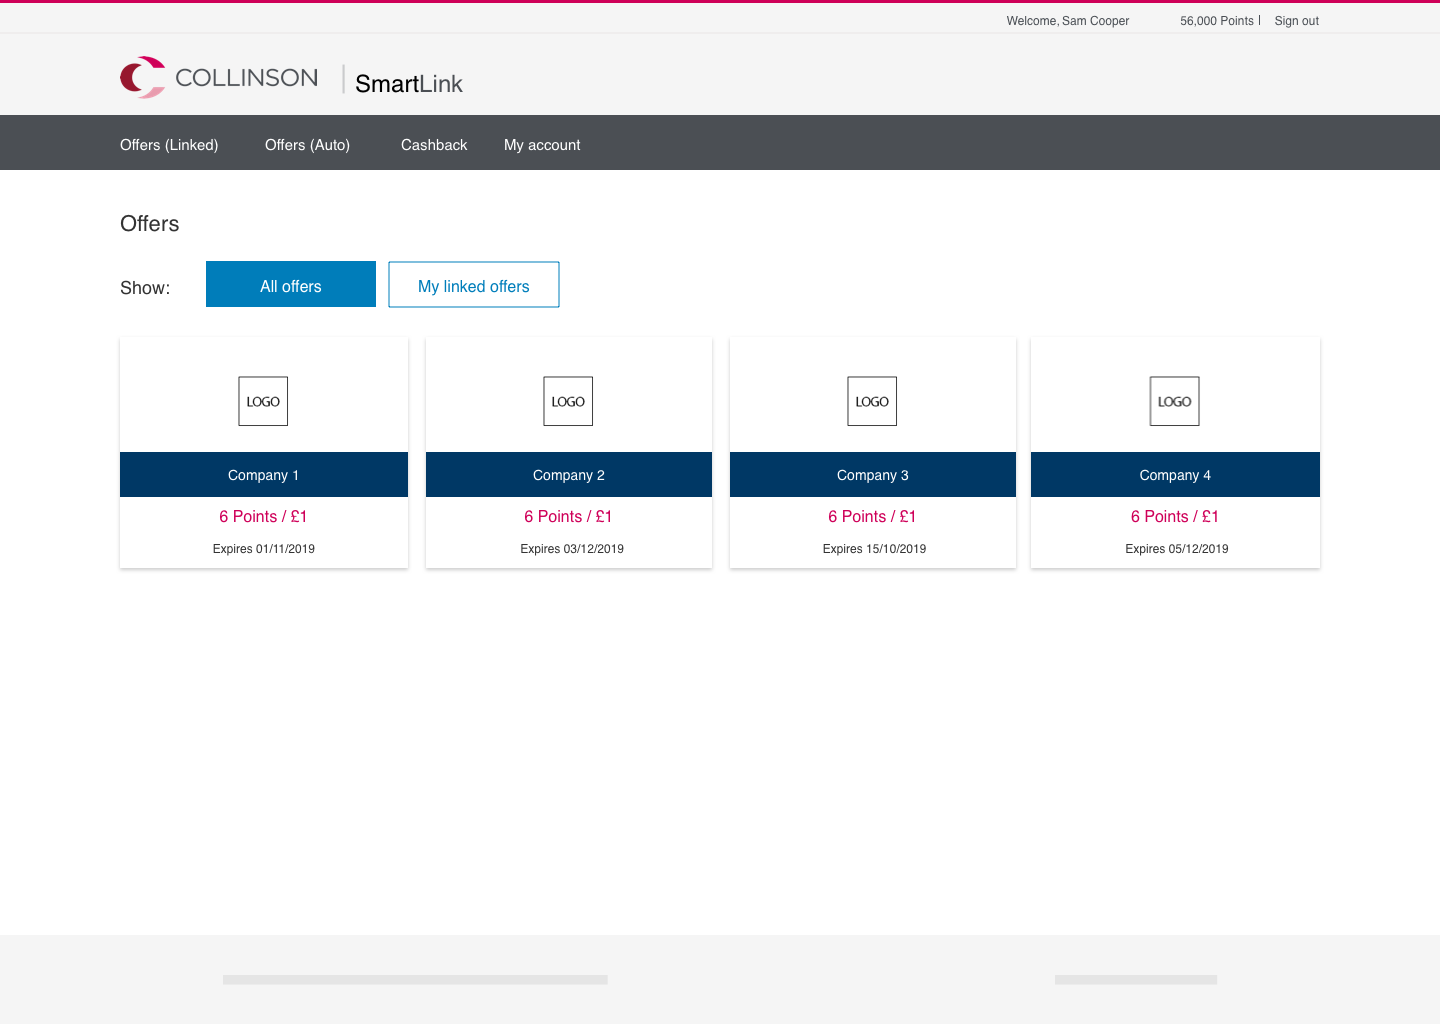 Welcome, Sam Cooper 56,000 Points | Sign out
COLLINSON | SmartLink
Offers (Linked) Offers (Auto) Cashback My account
Offers
Show: All offers My linked offers
LOGO LOGO LOGO LOGO
Company 1 Company 2 Company 3 Company 4
6 Points / £1 6 Points / £1 6 Points / £1 6 Points / £1
Expires 01/11/2019 Expires 03/12/2019 Expires 15/10/2019 Expires 05/12/2019